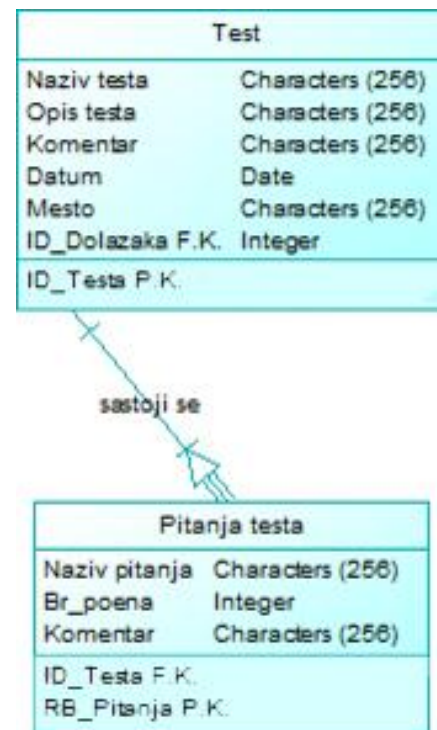 Test
Naziv testa Characters (256)
Opis testa Characters (256)
Komentar Characters (256)
Datum Date
Mesto Characters (256)
ID_Dolazaka F.K. Integer
ID_Testa P.K.
sastoji se
Pitanja testa
Naziv pitanja Characters (256)
Br_poena Integer
Komentar Characters (256)
ID_Testa F.K.
RB_Pitanja P.K.